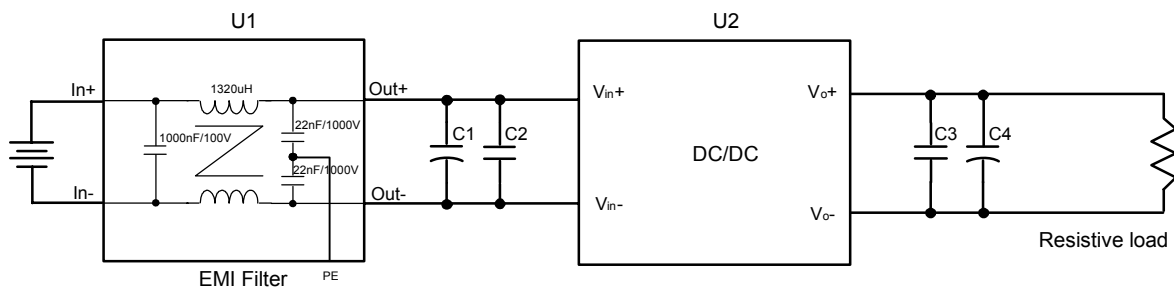 U1
U2
In+
1320uH
Out+
Vin+
Vo+
1000nF/100V
22nF/1000V
C1
C2
C3
C4
DC/DC
22nF/1000V
In-
Out-
Vin-
Vo-
Resistive load
EMI Filter
PE